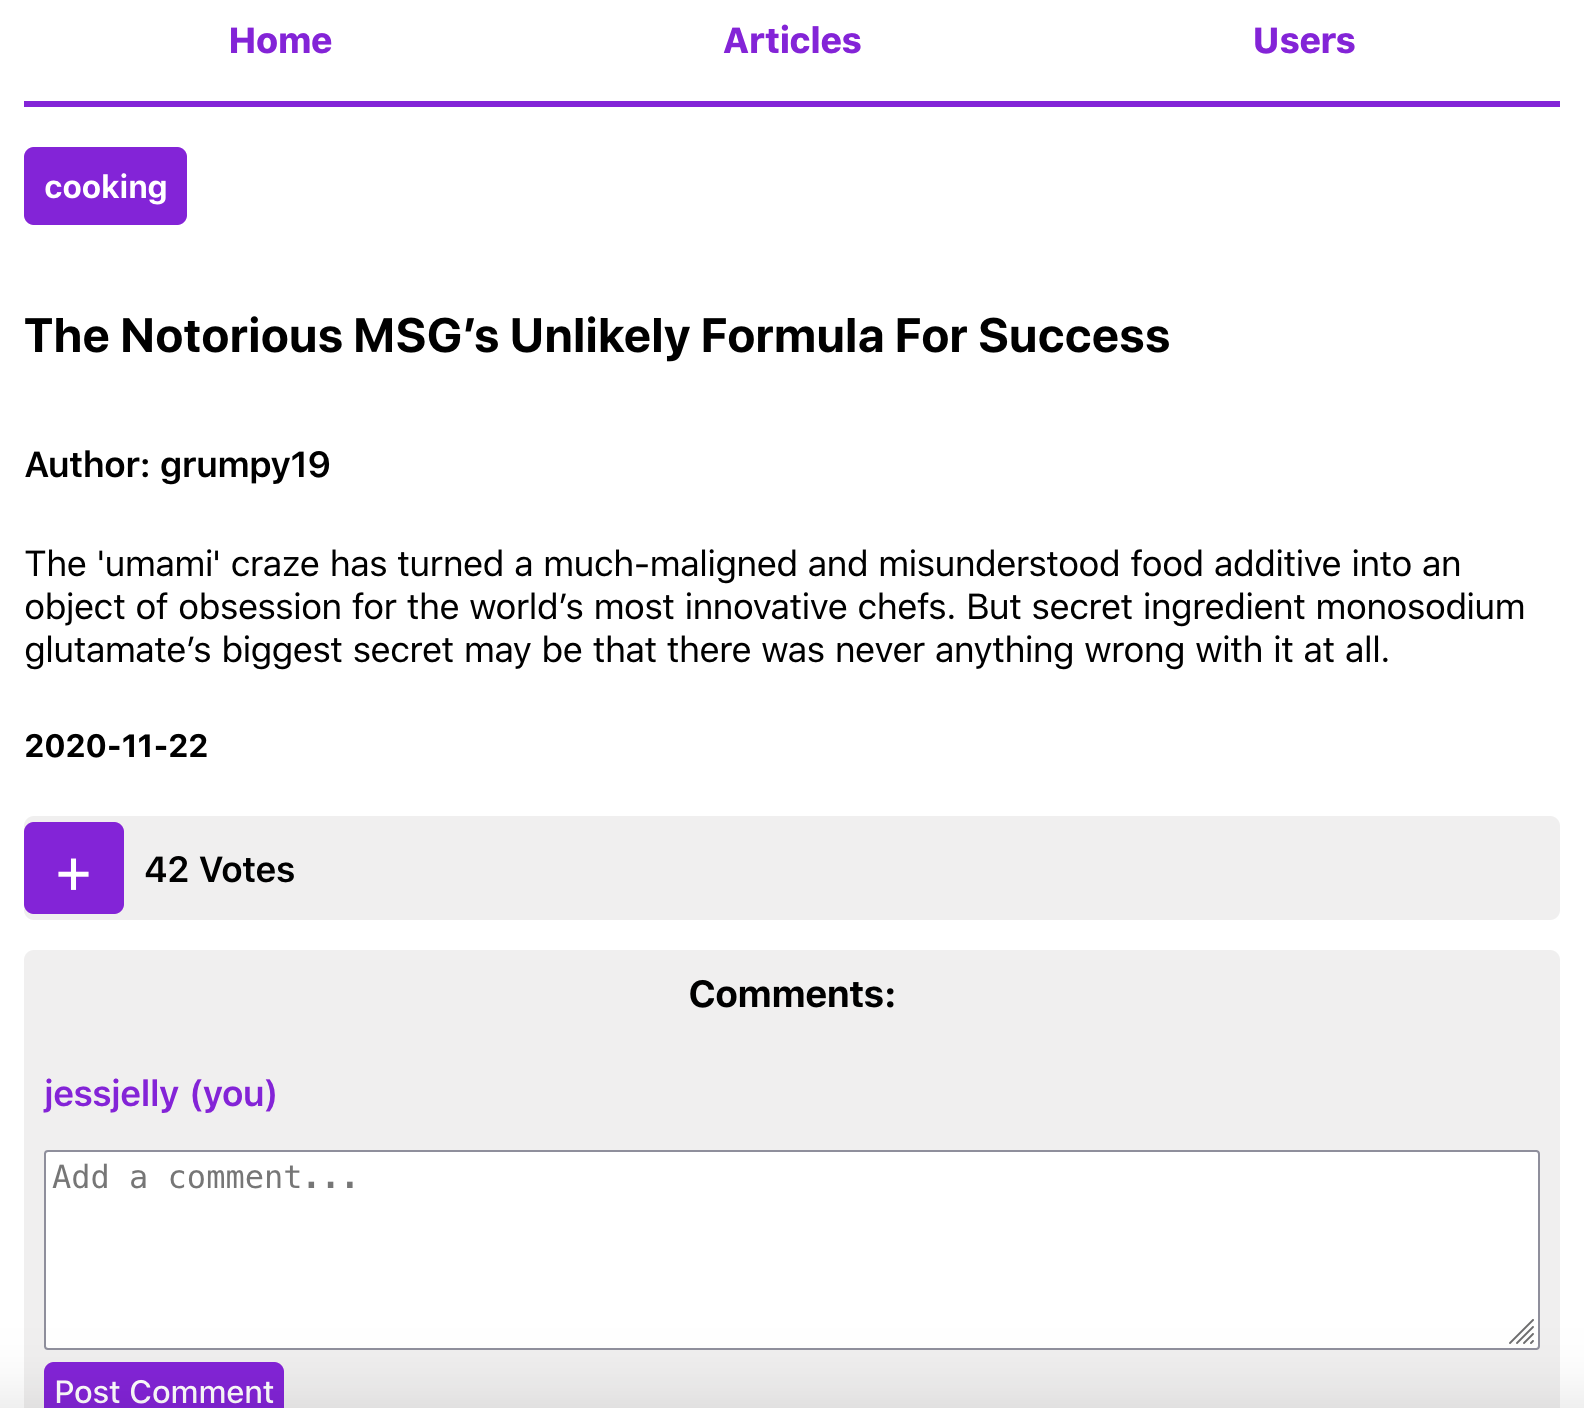 Home Articles Users
cooking
The Notorious MSG’s Unlikely Formula For Success
Author: grumpy19
The 'umami' craze has turned a much-maligned and misunderstood food additive into an
object of obsession for the world’s most innovative chefs. But secret ingredient monosodium
glutamate’s biggest secret may be that there was never anything wrong with it at all.
2020-11-22
+ 42 Votes
Comments:
jessjelly (you)
Add a comment...
Post Comment